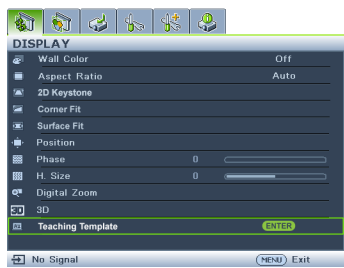 DISPLAY
Wall Color Off
Aspect Ratio Auto
2D Keystone
Corner Fit
Surface Fit
Position
Phase 0
H. Size 0
Digital Zoom
3D 3D
Teaching Template ENTER
No Signal MENU Exit